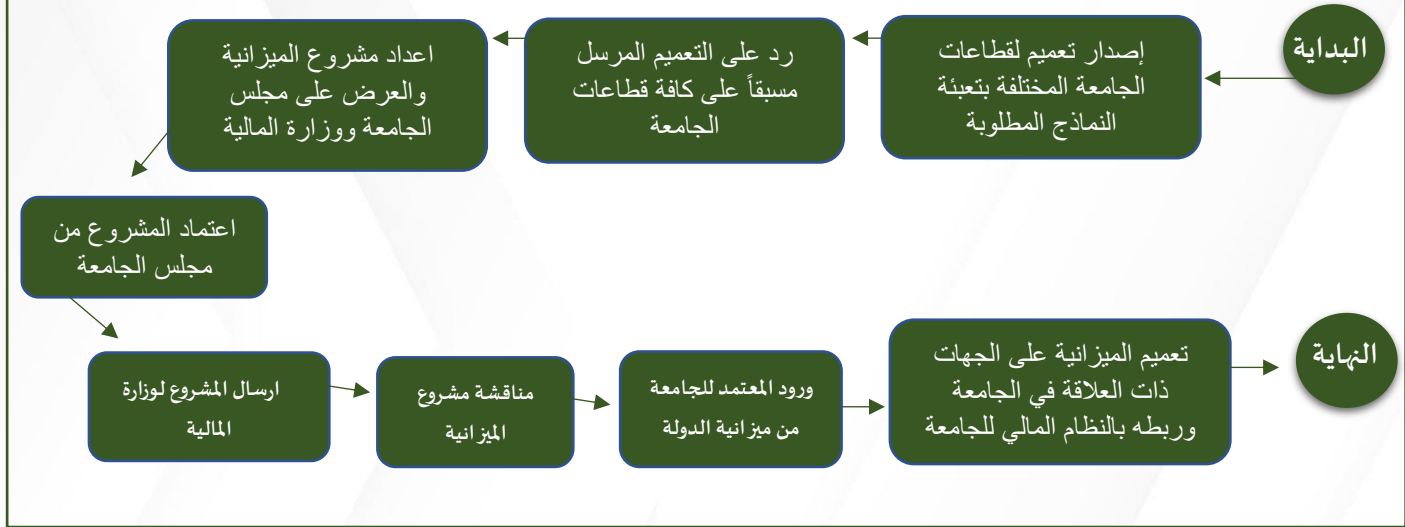 البداية
إصدار تعميم لقطاعات
الجامعة المختلفة بتعبئة
النماذج المطلوبة
رد على التعميم المرسل
مسبقاً على كافة قطاعات
الجامعة
اعداد مشروع الميزانية
والعرض على مجلس
الجامعة ووزارة المالية
اعتماد المشروع من
مجلس الجامعة
ارسال المشروع لوزارة
المالية
مناقشة مشروع
الميزانية
ورود المعتمد للجامعة
من ميزانية الدولة
تعميم الميزانية على الجهات
ذات العلاقة في الجامعة
وربطه بالنظام المالي للجامعة
النهاية